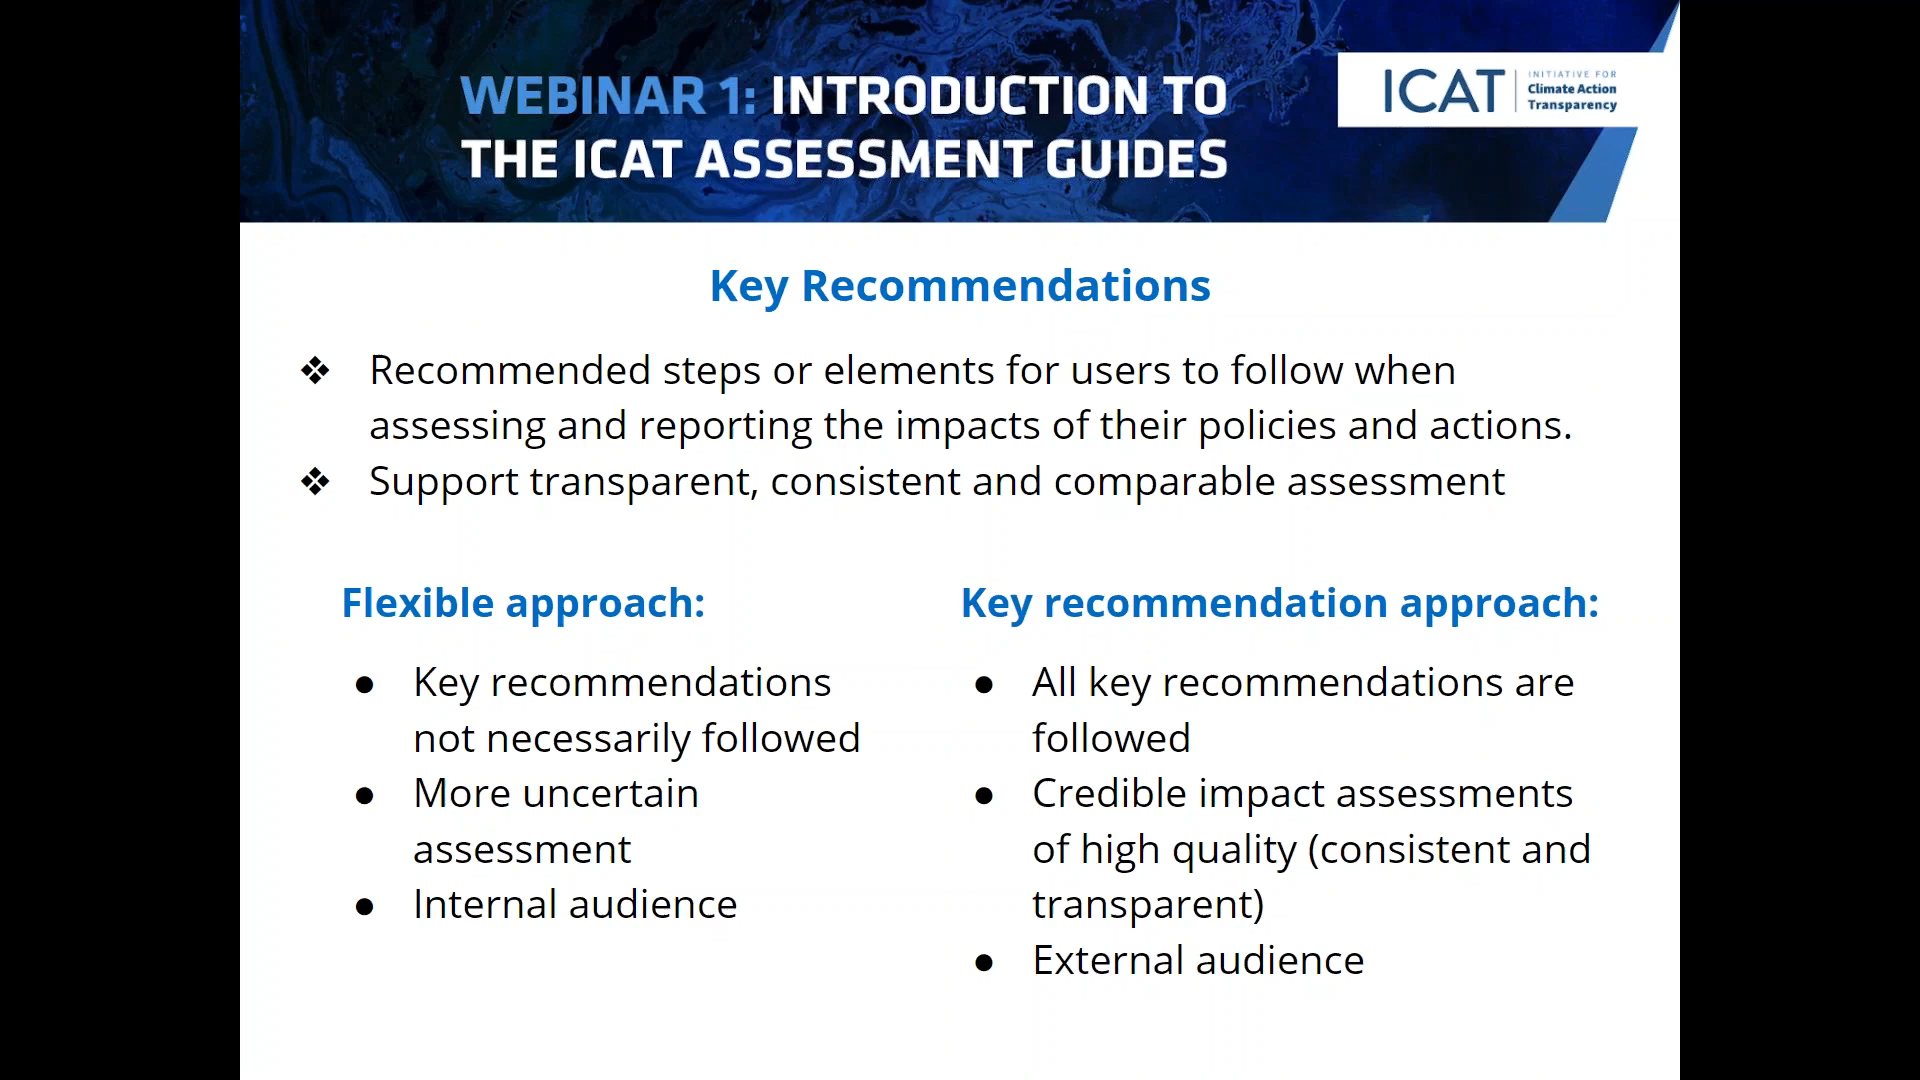 WEBINAR 1: INTRODUCTION TO
THE ICAT ASSESSMENT GUIDES
ICAT
INITIATIVE FOR
Climate Action
Transparency
Key Recommendations
❖ Recommended steps or elements for users to follow when
assessing and reporting the impacts of their policies and actions.
❖ Support transparent, consistent and comparable assessment
Flexible approach:
● Key recommendations
not necessarily followed
● More uncertain
assessment
● Internal audience
Key recommendation approach:
● All key recommendations are
followed
● Credible impact assessments
of high quality (consistent and
transparent)
● External audience